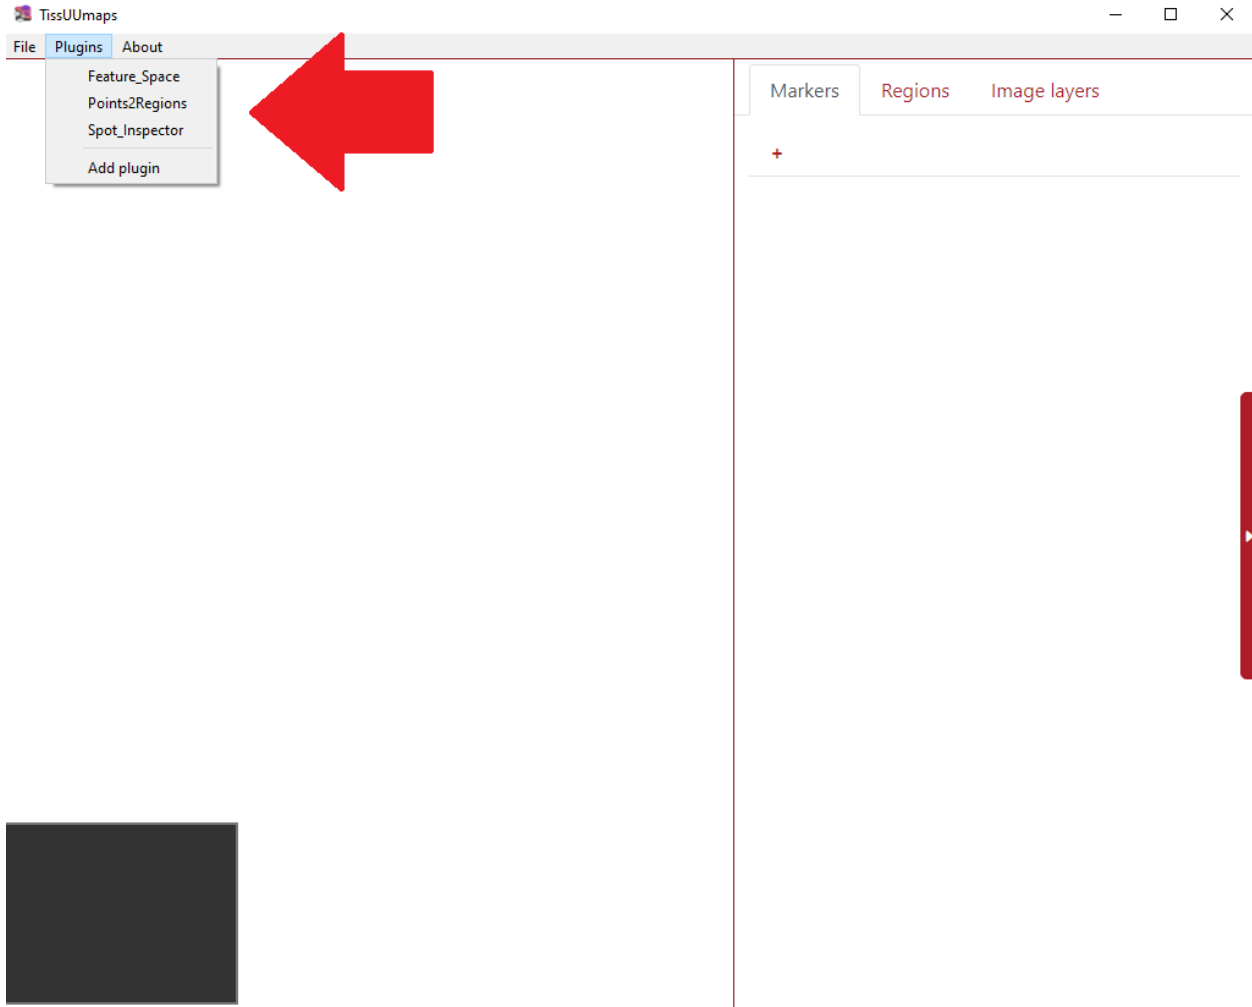 TissUUmaps
File Plugins About
Feature_Space
Points2Regions
Spot_Inspector
Add plugin
Markers Regions Image layers
+